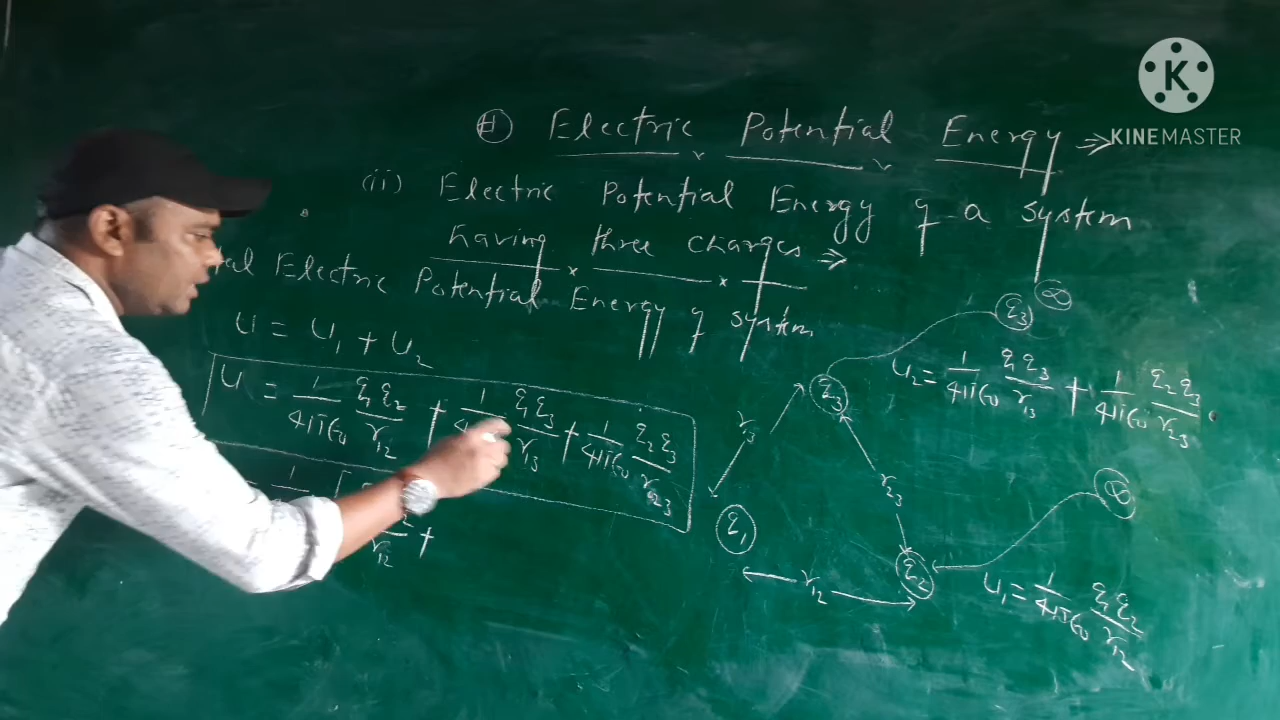 # Electric Potential Energy ⇒
KINEMASTER
(ii) Electric Potential Energy of a system
having three charges ⇒
Electric Potential Energy of system
U = U₁ + U₂
U = 1/4πε₀ q₁q₂/r₁₂ + 1/4πε₀ q₁q₃/r₁₃ + 1/4πε₀ q₂q₃/r₂₃
r₁₂ +
q₃ ∞
U₂ = 1/4πε₀ q₁q₃/r₁₃ + 1/4πε₀ q₂q₃/r₂₃
q₃
r₁₃
r₂₃
q₁
∞
q₂
r₁₂
U₁ = 1/4πε₀ q₁q₂/r₁₂